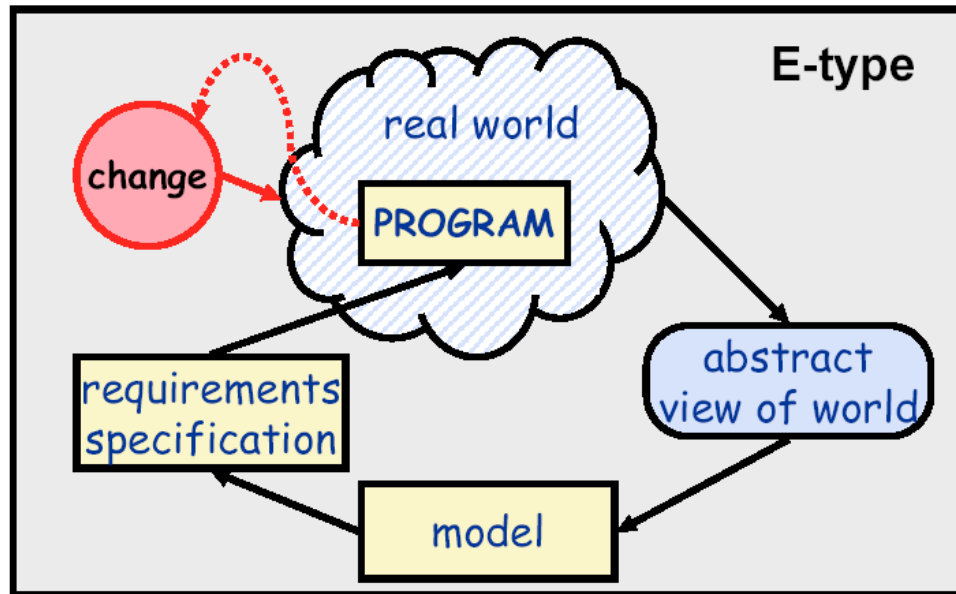 E-type
real world
change
PROGRAM
abstract
view of world
requirements
specification
model